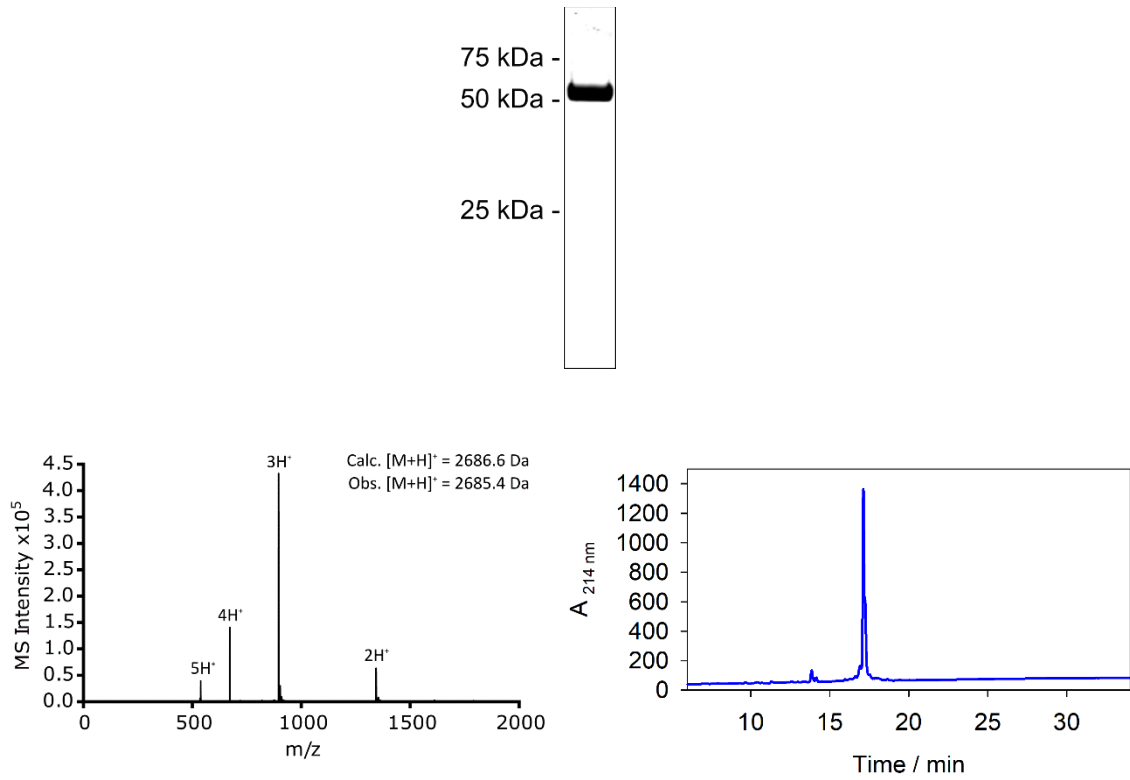 75 kDa -
50 kDa -
25 kDa -
Calc. [M+H]⁺ = 2686.6 Da
Obs. [M+H]⁺ = 2685.4 Da
3H⁺
4H⁺
5H⁺
2H⁺
4.5
4.0
3.5
3.0
2.5
2.0
1.5
1.0
0.5
0.0
MS Intensity x10⁵
0 500 1000 1500 2000
m/z
1400
1200
1000
800
600
400
200
0
A 214 nm
10 15 20 25 30
Time / min